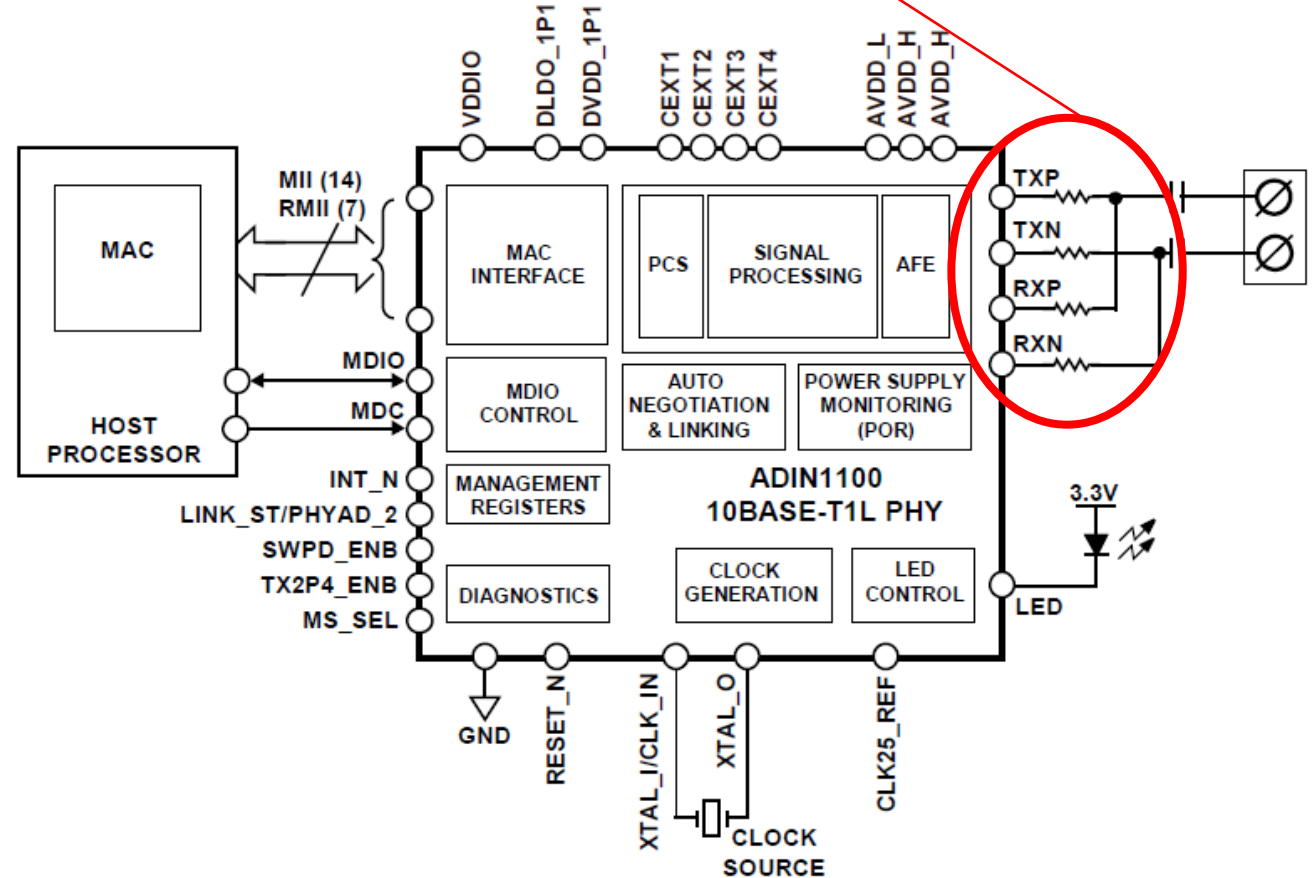 VDDIO
DLDO_1P1
DVDD_1P1
CEXT1
CEXT2
CEXT3
CEXT4
AVDD_L
AVDD_H
AVDD_H
MII (14)
RMII (7)
MAC
MAC
INTERFACE
PCS
SIGNAL
PROCESSING
AFE
TXP
TXN
RXP
RXN
MDIO
MDC
HOST
PROCESSOR
MDIO
CONTROL
AUTO
NEGOTIATION
& LINKING
POWER SUPPLY
MONITORING
(POR)
INT_N
LINK_ST/PHYAD_2
SWPD_ENB
TX2P4_ENB
MS_SEL
MANAGEMENT
REGISTERS
ADIN1100
10BASE-T1L PHY
3.3V
DIAGNOSTICS
CLOCK
GENERATION
LED
CONTROL
LED
GND
RESET_N
XTAL_I/CLK_IN
XTAL_O
CLK25_REF
CLOCK
SOURCE